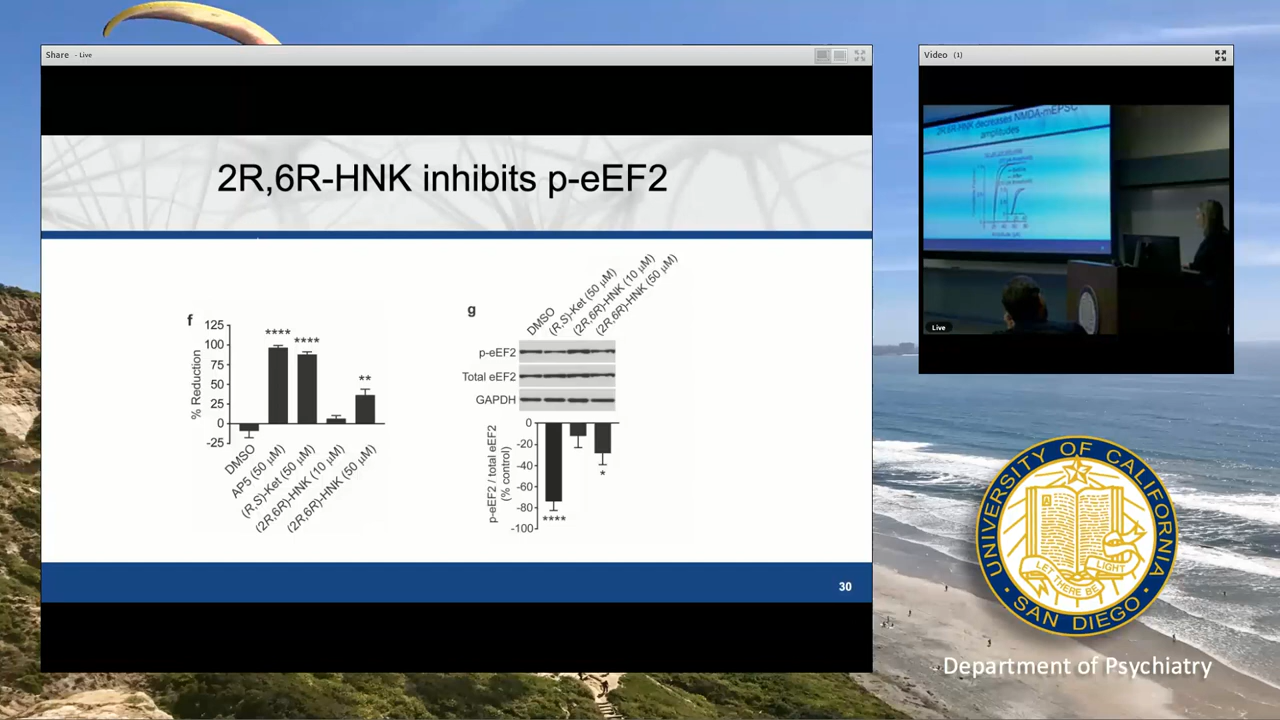 Share - Live
2R,6R-HNK inhibits p-eEF2
f
% Reduction
125
100
75
50
25
0
-25
****
****
**
DMSO
AP5 (50 µM)
(R,S)-Ket (50 µM)
(2R,6R)-HNK (10 µM)
(2R,6R)-HNK (50 µM)
g
DMSO
(R,S)-Ket (50 µM)
(2R,6R)-HNK (10 µM)
(2R,6R)-HNK (50 µM)
p-eEF2
Total eEF2
GAPDH
p-eEF2 / total eEF2
(% control)
0
-20
-40
-60
-80
-100
****
*
30
Video (1)
2R,6R-HNK decreases NMDA-mEPSC
amplitudes
Live
UNIVERSITY OF CALIFORNIA
LET THERE BE LIGHT
SAN DIEGO
Department of Psychiatry